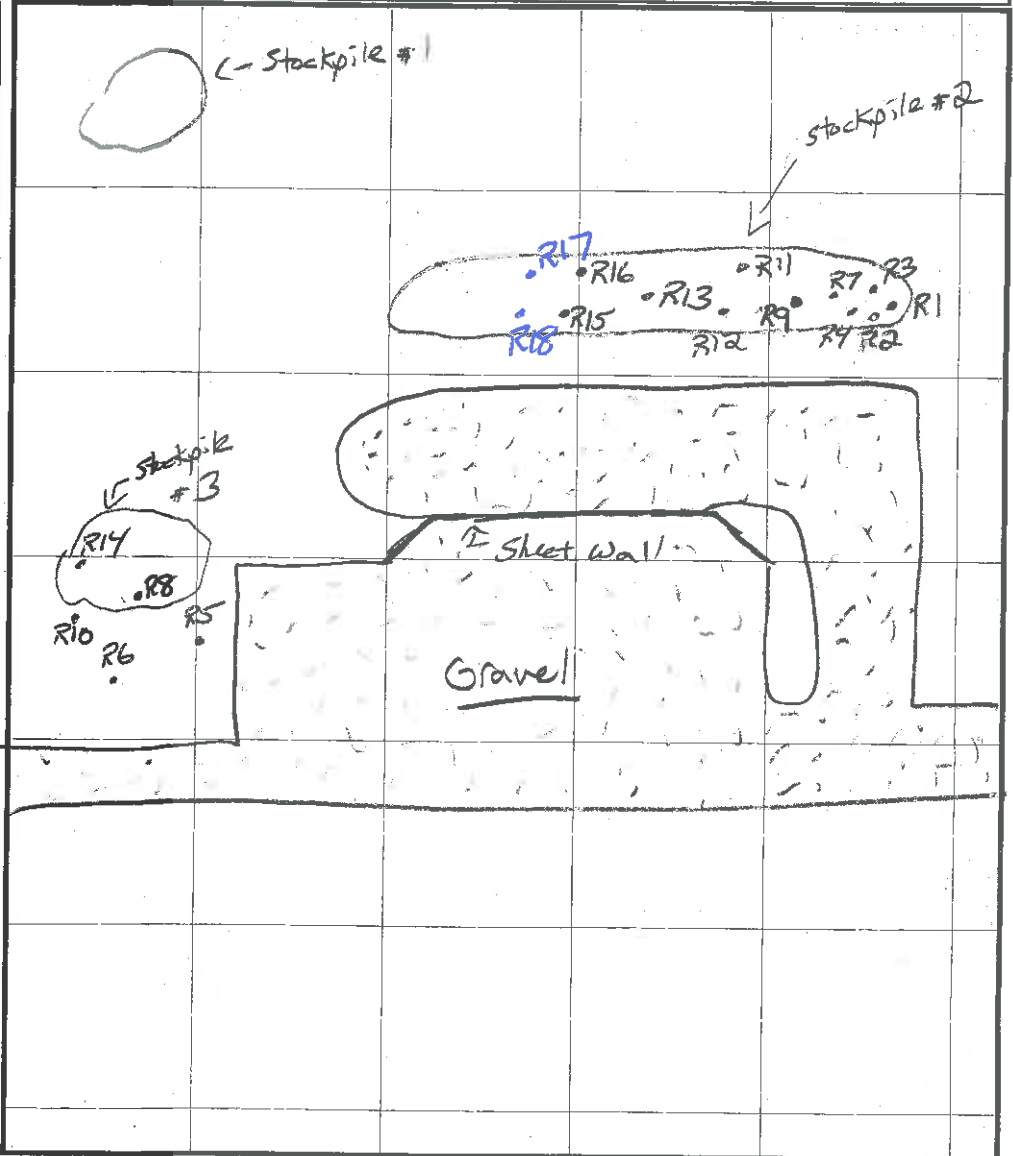 <- Stockpile #1
stockpile #2
R17
R16
R11
R7
R3
R13
R9
R1
R18
R15
R12
R4
R2
stockpile
#3
R14
Sheet Wall
R8
R5
R10
R6
Gravel